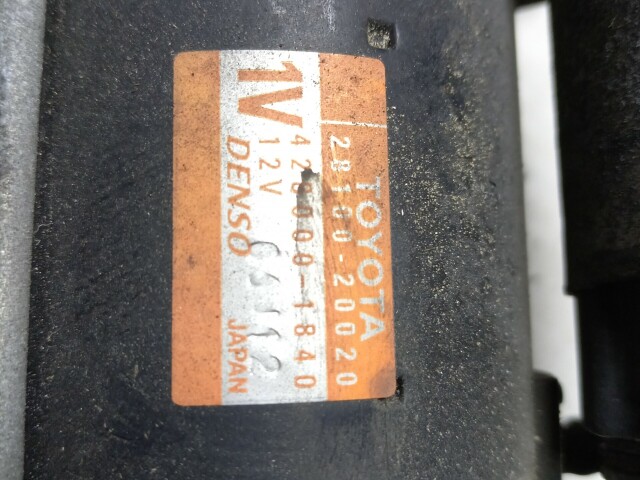 TOYOTA
28100-20020
1V 428000-1840
12V
DENSO JAPAN